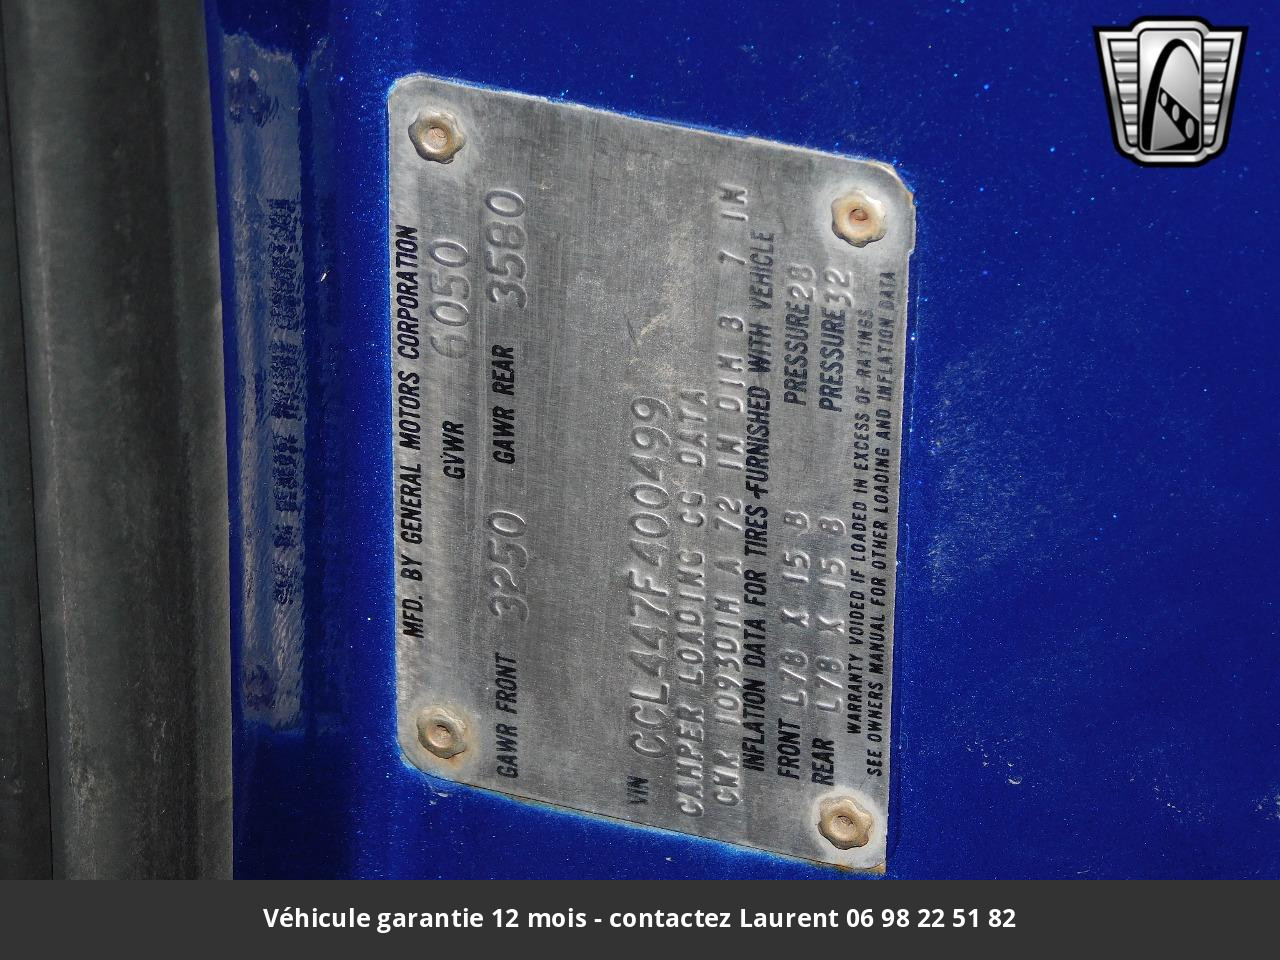 MFD. BY GENERAL MOTORS CORPORATION
GVWR 6050
GAWR FRONT 3250 GAWR REAR 3580
VIN CCL447F400499
CAMPER LOADING CG DATA
CWR 1093DIM A 72 IN DIM B 7 IN
INFLATION DATA FOR TIRES FURNISHED WITH VEHICLE
FRONT L78 X 15 B PRESSURE 28
REAR L78 X 15 B PRESSURE 32
WARRANTY VOIDED IF LOADED IN EXCESS OF RATINGS
SEE OWNERS MANUAL FOR OTHER LOADING AND INFLATION DATA
Véhicule garantie 12 mois - contactez Laurent 06 98 22 51 82